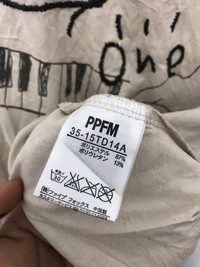 One
PPFM
35-15TD14A
ポリエステル 87%
ポリウレタン 13%
(株)ファイブ フォックス 中国製